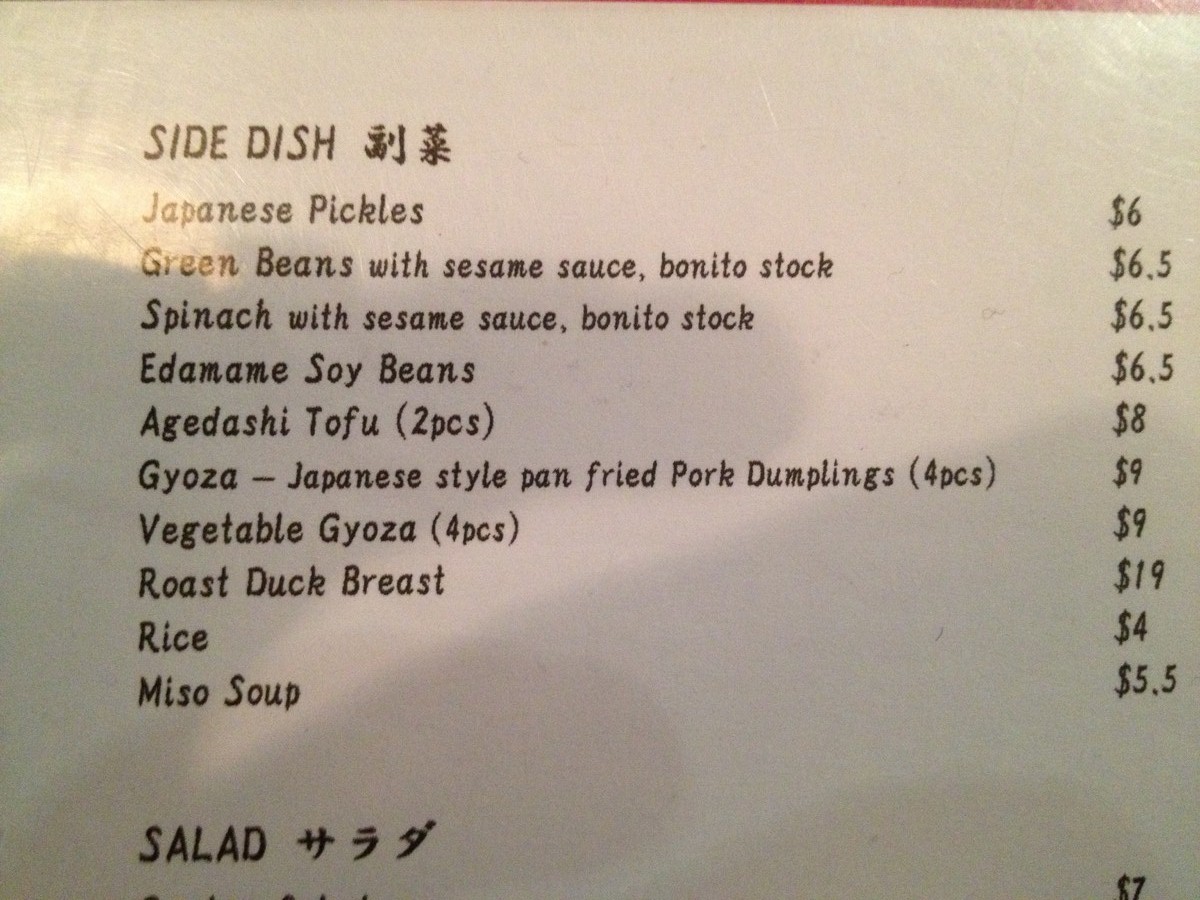 SIDE DISH 副菜
Japanese Pickles $6
Green Beans with sesame sauce, bonito stock $6.5
Spinach with sesame sauce, bonito stock $6.5
Edamame Soy Beans $6.5
Agedashi Tofu (2pcs) $8
Gyoza – Japanese style pan fried Pork Dumplings (4pcs) $9
Vegetable Gyoza (4pcs) $9
Roast Duck Breast $19
Rice $4
Miso Soup $5.5
SALAD サラダ
$7